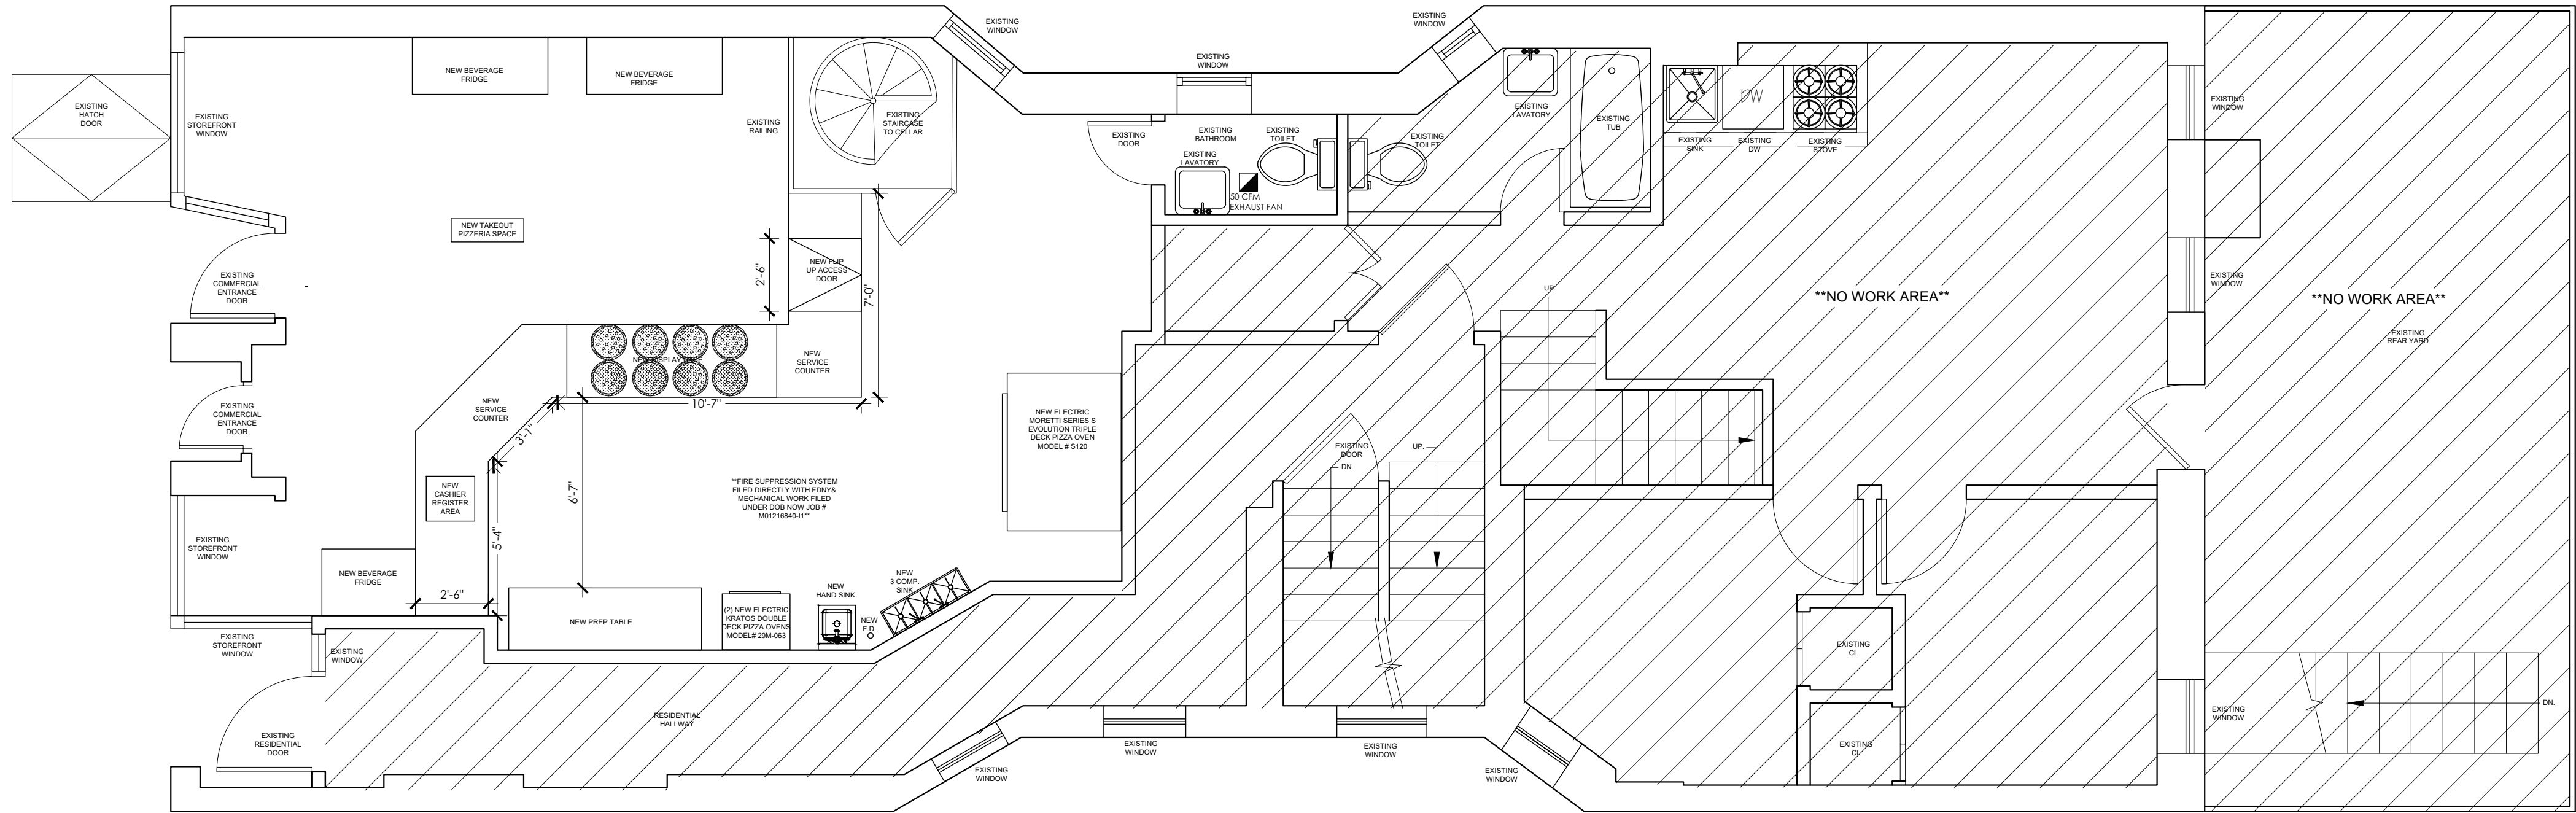 EXISTING
HATCH
DOOR
EXISTING
STOREFRONT
WINDOW
NEW BEVERAGE
FRIDGE
NEW BEVERAGE
FRIDGE
EXISTING
RAILING
EXISTING
STAIRCASE
TO CELLAR
EXISTING
WINDOW
EXISTING
WINDOW
EXISTING
WINDOW
EXISTING
DOOR
EXISTING
BATHROOM
EXISTING
TOILET
EXISTING
LAVATORY
50 CFM
EXHAUST FAN
EXISTING
TOILET
EXISTING
LAVATORY
EXISTING
TUB
EXISTING
SINK
DW
EXISTING
DW
EXISTING
STOVE
EXISTING
WINDOW
EXISTING
WINDOW
NEW TAKEOUT
PIZZERIA SPACE
EXISTING
COMMERCIAL
ENTRANCE
DOOR
2'-6"
NEW FLIP
UP ACCESS
DOOR
7'-0"
UP.
**NO WORK AREA**
**NO WORK AREA**
EXISTING
REAR YARD
NEW DISPLAY CASE
NEW
SERVICE
COUNTER
10'-7"
NEW
SERVICE
COUNTER
3'-1"
EXISTING
COMMERCIAL
ENTRANCE
DOOR
NEW ELECTRIC
MORETTI SERIES S
EVOLUTION TRIPLE
DECK PIZZA OVEN
MODEL # S120
EXISTING
DOOR
DN
UP.
NEW
CASHIER
REGISTER
AREA
6'-7"
5'-4"
**FIRE SUPPRESSION SYSTEM
FILED DIRECTLY WITH FDNY&
MECHANICAL WORK FILED
UNDER DOB NOW JOB #
M01216840-I1**
EXISTING
STOREFRONT
WINDOW
NEW BEVERAGE
FRIDGE
2'-6"
NEW PREP TABLE
(2) NEW ELECTRIC
KRATOS DOUBLE
DECK PIZZA OVENS
MODEL# 29M-063
NEW
HAND SINK
NEW
F.D.
NEW
3 COMP.
SINK
EXISTING
STOREFRONT
WINDOW
EXISTING
WINDOW
EXISTING
RESIDENTIAL
DOOR
RESIDENTIAL
HALLWAY
EXISTING
WINDOW
EXISTING
WINDOW
EXISTING
WINDOW
EXISTING
WINDOW
EXISTING
CL
EXISTING
CL
EXISTING
WINDOW
DN.